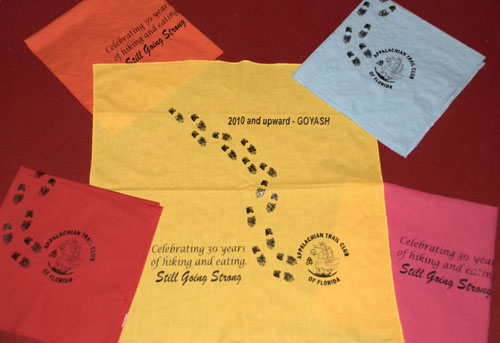 Celebrating 30 years
of hiking and eating.
Still Going Strong
APPALACHIAN TRAIL CLUB
OF FLORIDA
2010 and upward - GOYASH
Celebrating 30 years
of hiking and eating.
Still Going Strong
APPALACHIAN TRAIL CLUB
OF FLORIDA
APPALACHIAN TRAIL CLUB
OF FLORIDA
Celebrating 30 years
of hiking and eating.
Still Going Strong